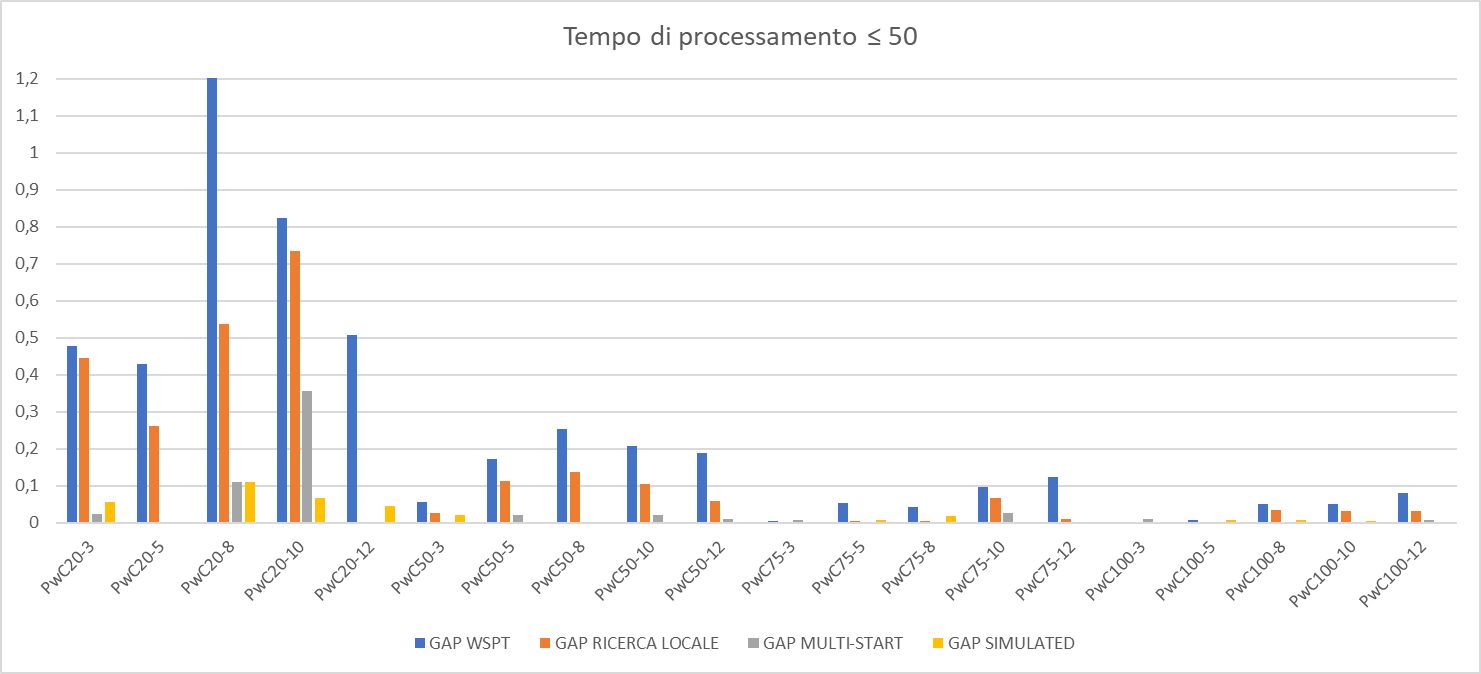 Tempo di processamento ≤ 50
1,2
1,1
1
0,9
0,8
0,7
0,6
0,5
0,4
0,3
0,2
0,1
0
PwC20-3
PwC20-5
PwC20-8
PwC20-10
PwC20-12
PwC50-3
PwC50-5
PwC50-8
PwC50-10
PwC50-12
PwC75-3
PwC75-5
PwC75-8
PwC75-10
PwC75-12
PwC100-3
PwC100-5
PwC100-8
PwC100-10
PwC100-12
GAP WSPT GAP RICERCA LOCALE GAP MULTI-START GAP SIMULATED